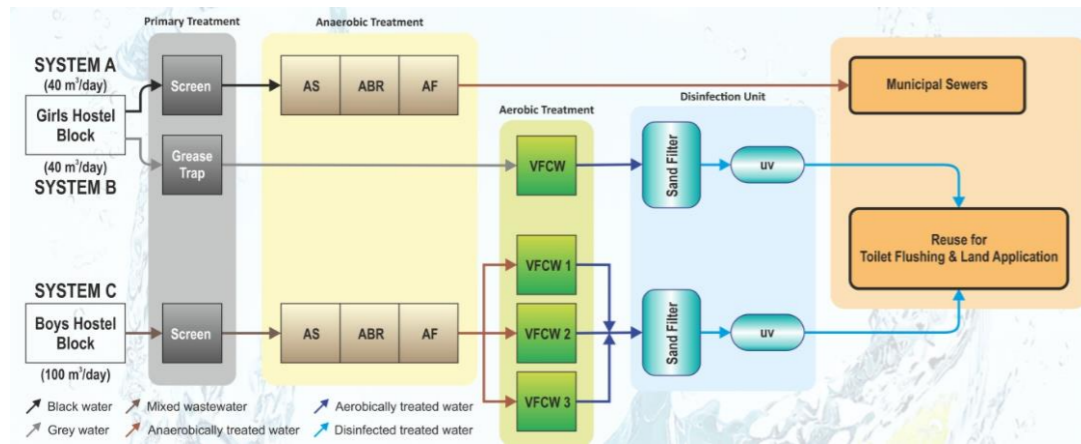 Primary Treatment
Anaerobic Treatment
SYSTEM A
(40 m³/day)
Girls Hostel
Block
(40 m³/day)
SYSTEM B
Screen
AS
ABR
AF
Municipal Sewers
Grease
Trap
Aerobic Treatment
VFCW
Disinfection Unit
Sand Filter
uv
Reuse for
Toilet Flushing & Land Application
SYSTEM C
Boys Hostel
Block
(100 m³/day)
Screen
AS
ABR
AF
VFCW 1
VFCW 2
VFCW 3
Sand Filter
uv
Black water
Mixed wastewater
Aerobically treated water
Grey water
Anaerobically treated water
Disinfected treated water